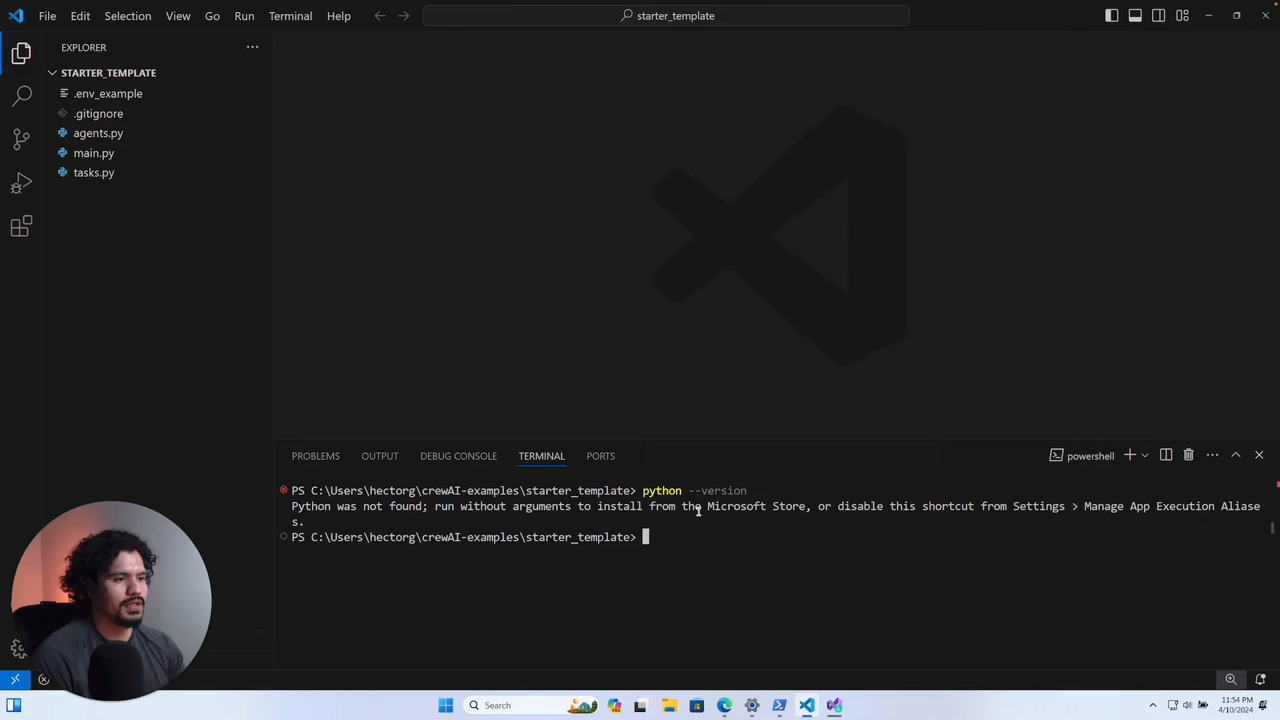 File Edit Selection View Go Run Terminal Help
starter_template
EXPLORER
STARTER_TEMPLATE
.env_example
.gitignore
agents.py
main.py
tasks.py
PROBLEMS OUTPUT DEBUG CONSOLE TERMINAL PORTS
powershell
PS C:\Users\hectorg\crewAI-examples\starter_template> python --version
Python was not found; run without arguments to install from the Microsoft Store, or disable this shortcut from Settings > Manage App Execution Aliase
s.
PS C:\Users\hectorg\crewAI-examples\starter_template>
Search
11:54 PM
4/10/2024